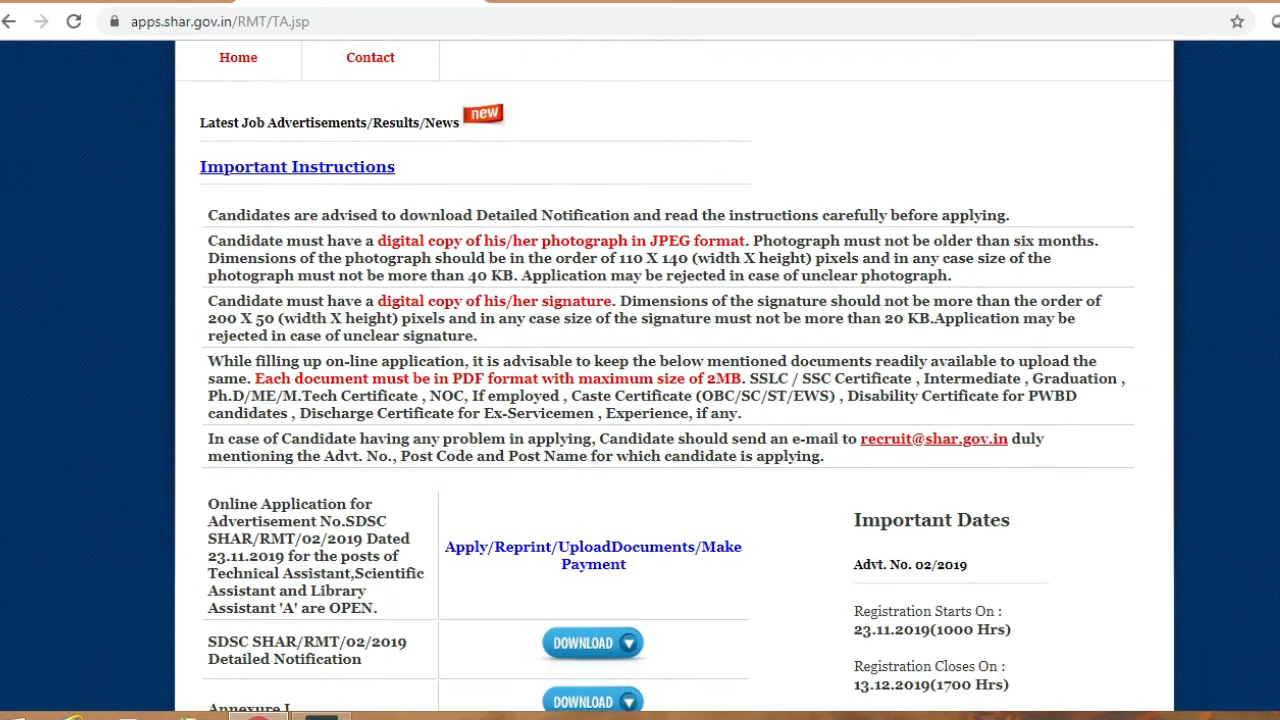 apps.shar.gov.in/RMT/TA.jsp
Home
Contact
Latest Job Advertisements/Results/News
new
Important Instructions
Candidates are advised to download Detailed Notification and read the instructions carefully before applying.
Candidate must have a digital copy of his/her photograph in JPEG format. Photograph must not be older than six months.
Dimensions of the photograph should be in the order of 110 X 140 (width X height) pixels and in any case size of the
photograph must not be more than 40 KB. Application may be rejected in case of unclear photograph.
Candidate must have a digital copy of his/her signature. Dimensions of the signature should not be more than the order of
200 X 50 (width X height) pixels and in any case size of the signature must not be more than 20 KB.Application may be
rejected in case of unclear signature.
While filling up on-line application, it is advisable to keep the below mentioned documents readily available to upload the
same. Each document must be in PDF format with maximum size of 2MB. SSLC / SSC Certificate , Intermediate , Graduation ,
Ph.D/ME/M.Tech Certificate , NOC, If employed , Caste Certificate (OBC/SC/ST/EWS) , Disability Certificate for PWBD
candidates , Discharge Certificate for Ex-Servicemen , Experience, if any.
In case of Candidate having any problem in applying, Candidate should send an e-mail to recruit@shar.gov.in duly
mentioning the Advt. No., Post Code and Post Name for which candidate is applying.
Online Application for
Advertisement No.SDSC
SHAR/RMT/02/2019 Dated
23.11.2019 for the posts of
Technical Assistant,Scientific
Assistant and Library
Assistant 'A' are OPEN.
Apply/Reprint/UploadDocuments/Make
Payment
SDSC SHAR/RMT/02/2019
Detailed Notification
DOWNLOAD
Annexure I
DOWNLOAD
Important Dates
Advt. No. 02/2019
Registration Starts On :
23.11.2019(1000 Hrs)
Registration Closes On :
13.12.2019(1700 Hrs)